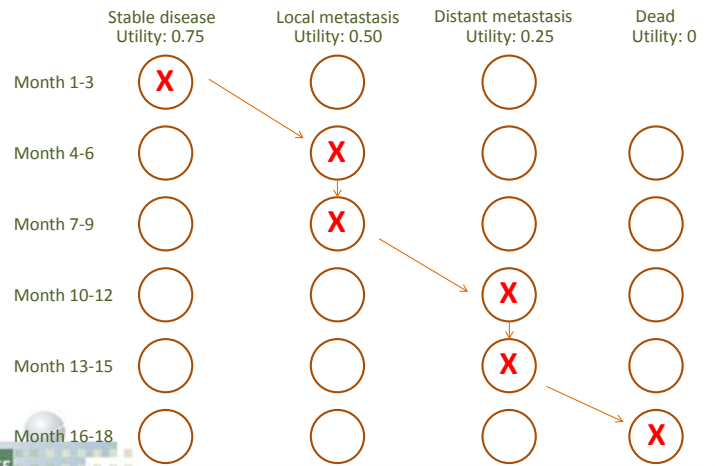 Stable disease Local metastasis Distant metastasis Dead
Utility: 0.75 Utility: 0.50 Utility: 0.25 Utility: 0
Month 1-3 X
Month 4-6 X
Month 7-9 X
Month 10-12 X
Month 13-15 X
Month 16-18 X